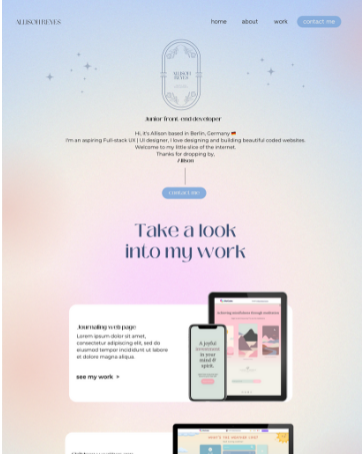 ALLISON REYES
home about work contact me
ALLISON
REYES
Junior front-end developer
Hi, it's Allison based in Berlin, Germany 🇩🇪
I'm an aspiring Full-stack UX | UI designer, I love designing and building beautiful coded websites.
Welcome to my little slice of the internet.
Thanks for dropping by.
CONTACT ME!
Take a look
into my work
Journaling web page
Lorem ipsum dolor sit amet,
consectetur adipiscing elit, sed do
eiusmod tempor incididunt ut labore
et dolore magna aliqua.
see my work >
A joyful
in your
mind &
spirit.